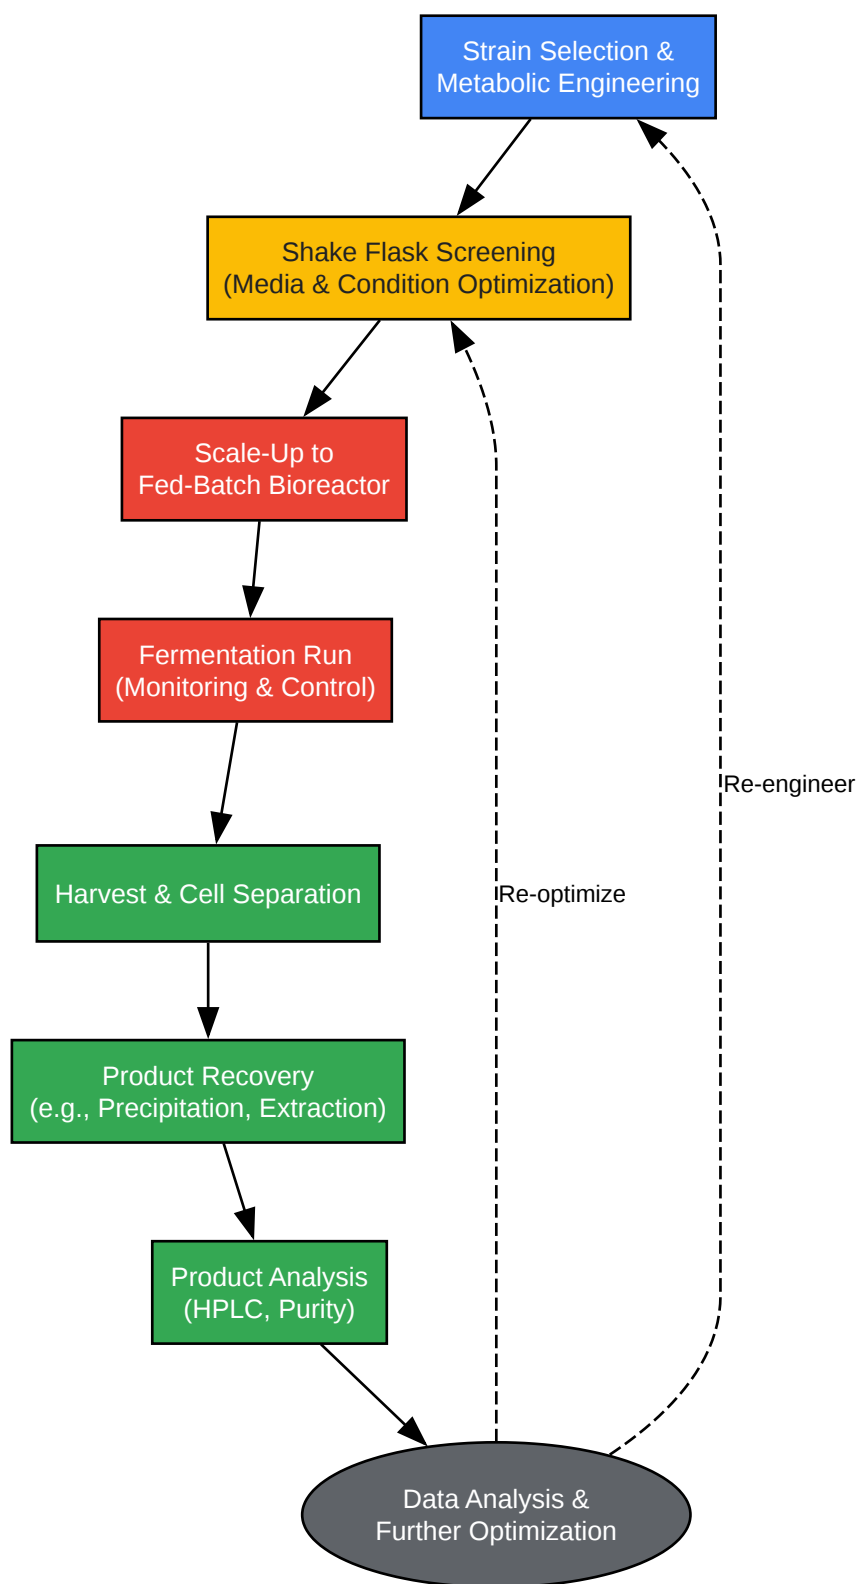 Strain Selection &
Metabolic Engineering
Shake Flask Screening
(Media & Condition Optimization)
Scale-Up to
Fed-Batch Bioreactor
Fermentation Run
(Monitoring & Control)
Re-engineer
Harvest & Cell Separation
Re-optimize
Product Recovery
(e.g., Precipitation, Extraction)
Product Analysis
(HPLC, Purity)
Data Analysis &
Further Optimization